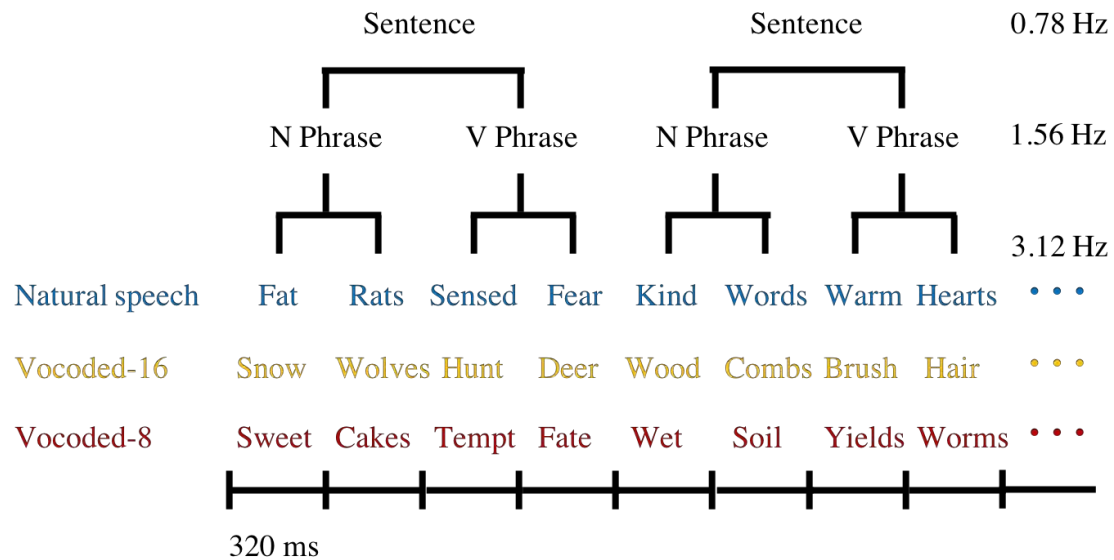 Sentence Sentence 0.78 Hz
N Phrase V Phrase N Phrase V Phrase 1.56 Hz
3.12 Hz
Natural speech Fat Rats Sensed Fear Kind Words Warm Hearts • • •
Vocoded-16 Snow Wolves Hunt Deer Wood Combs Brush Hair • • •
Vocoded-8 Sweet Cakes Tempt Fate Wet Soil Yields Worms • • •
320 ms